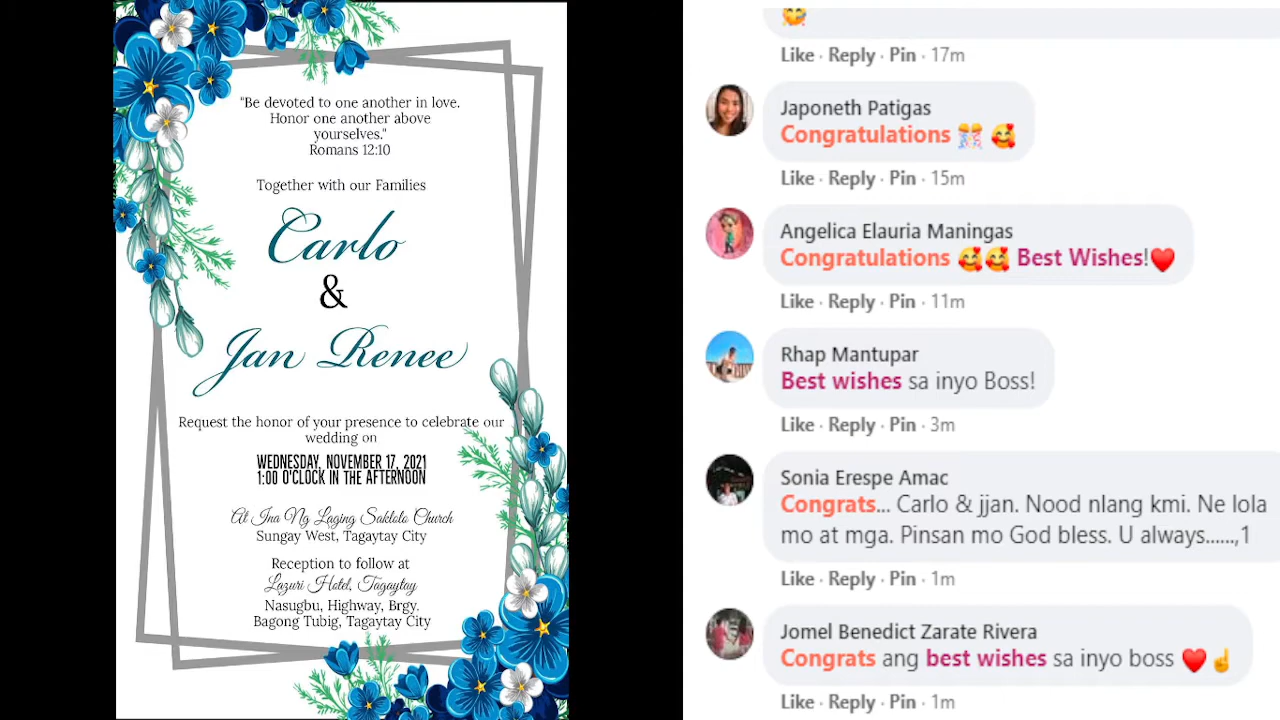 "Be devoted to one another in love.
Honor one another above
yourselves."
Romans 12:10
Together with our Families
Carlo
&
Jan Renee
Request the honor of your presence to celebrate our
wedding on
WEDNESDAY, NOVEMBER 17, 2021
1:00 O'CLOCK IN THE AFTERNOON
At Ina Ng Laging Saklolo Church
Sungay West, Tagaytay City
Reception to follow at
Luzuri Hotel, Tagaytay
Nasugbu, Highway, Brgy.
Bagong Tubig, Tagaytay City
🥰
Like · Reply · Pin · 17m
Japoneth Patigas
Congratulations 🎊 🥰
Like · Reply · Pin · 15m
Angelica Elauria Maningas
Congratulations 🥰🥰 Best Wishes!❤️
Like · Reply · Pin · 11m
Rhap Mantupar
Best wishes sa inyo Boss!
Like · Reply · Pin · 3m
Sonia Erespe Amac
Congrats... Carlo & jjan. Nood nlang kmi. Ne lola
mo at mga. Pinsan mo God bless. U always......,1
Like · Reply · Pin · 1m
Jomel Benedict Zarate Rivera
Congrats ang best wishes sa inyo boss ❤️☝️
Like · Reply · Pin · 1m